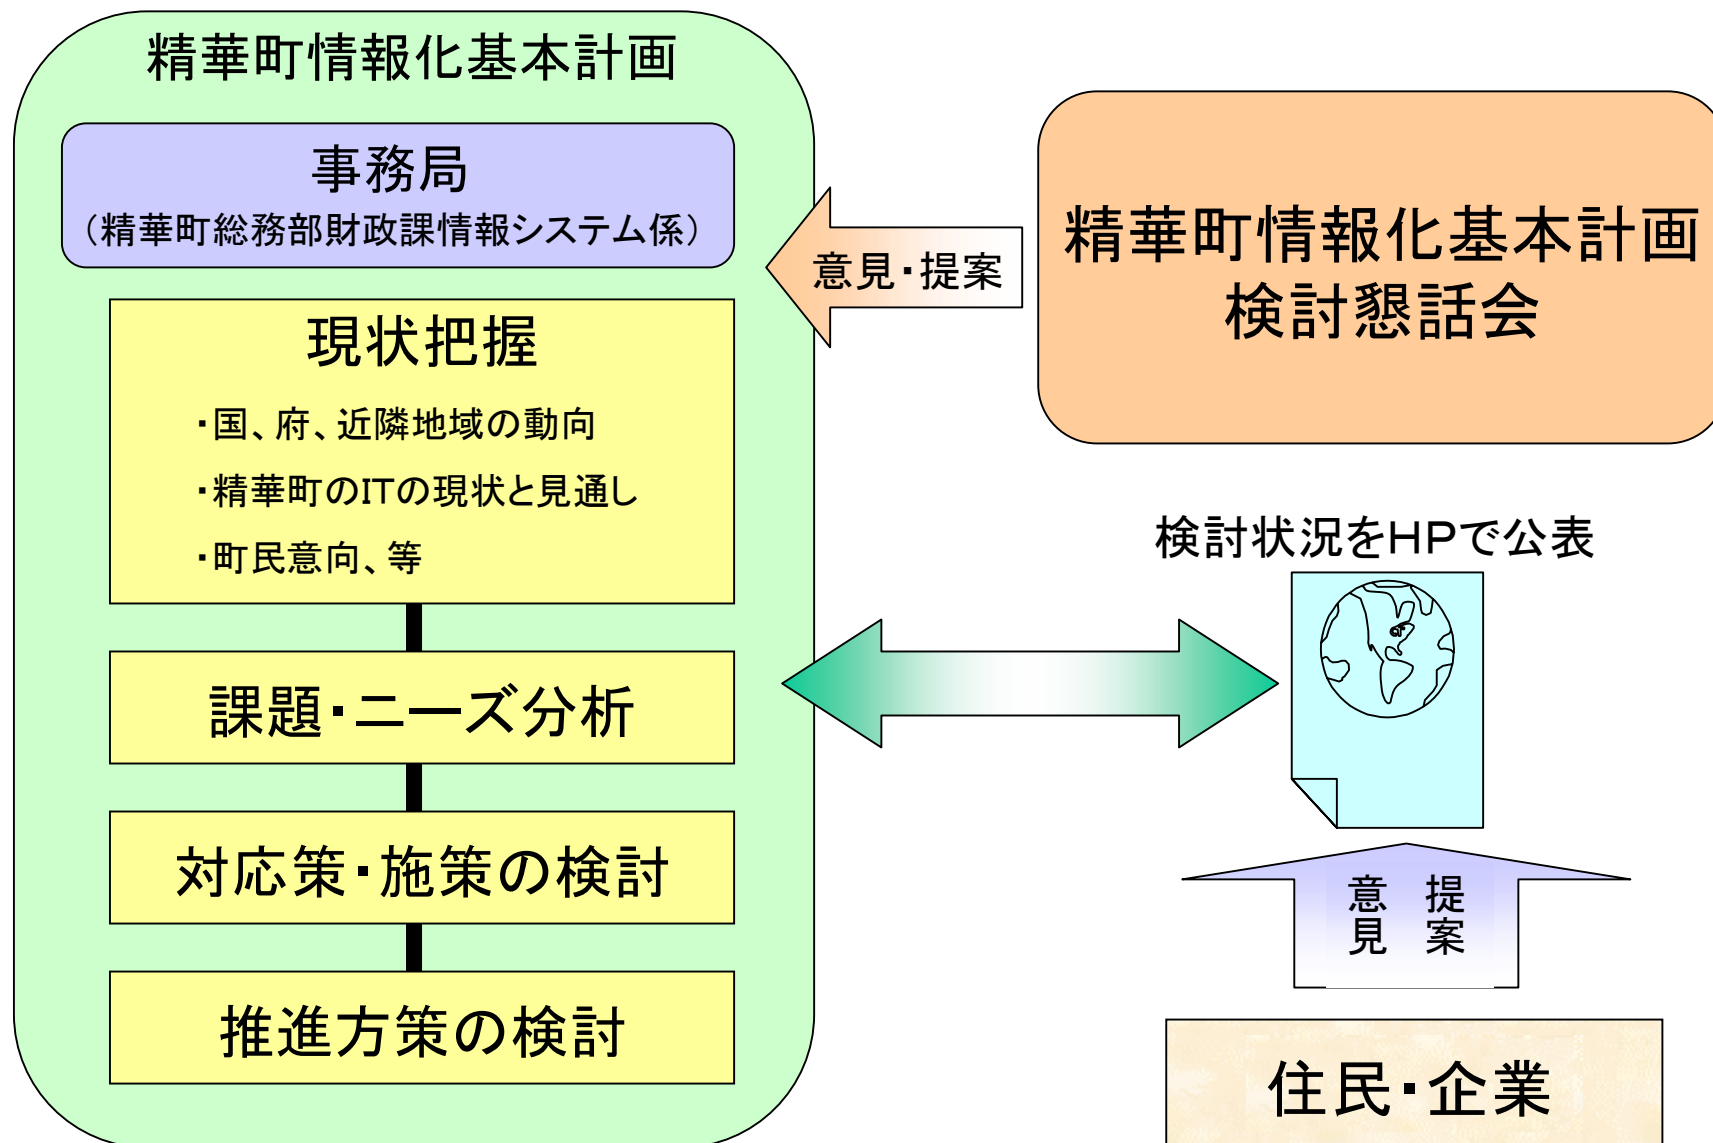 精華町情報化基本計画
事務局
（精華町総務部財政課情報システム係）
現状把握
・国、府、近隣地域の動向
・精華町のITの現状と見通し
・町民意向、等
課題・ニーズ分析
対応策・施策の検討
推進方策の検討
意見・提案
精華町情報化基本計画
検討懇話会
検討状況をHPで公表
意見
提案
住民・企業